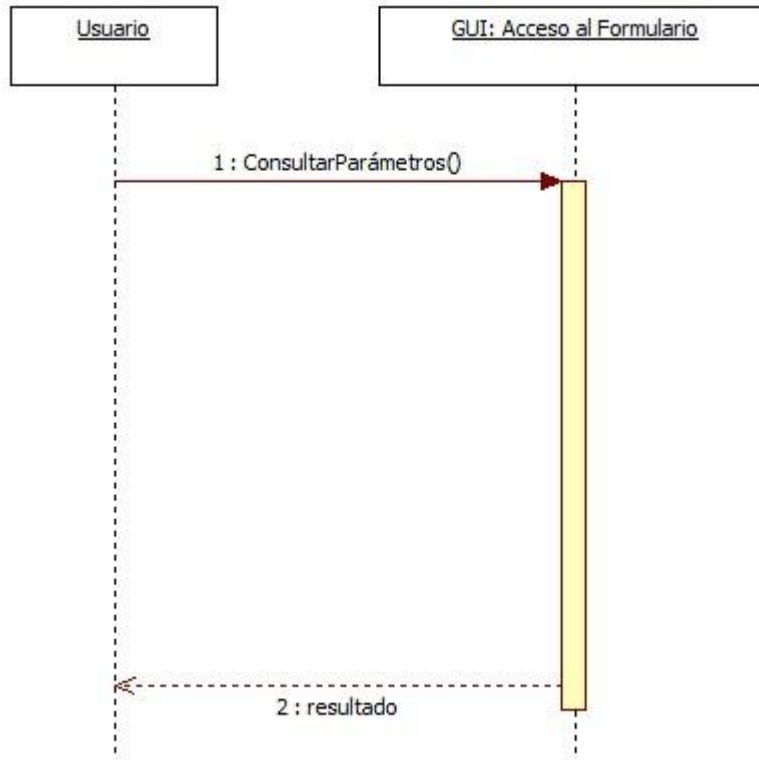 Usuario
GUI: Acceso al Formulario
1 : ConsultarParámetros()
2 : resultado